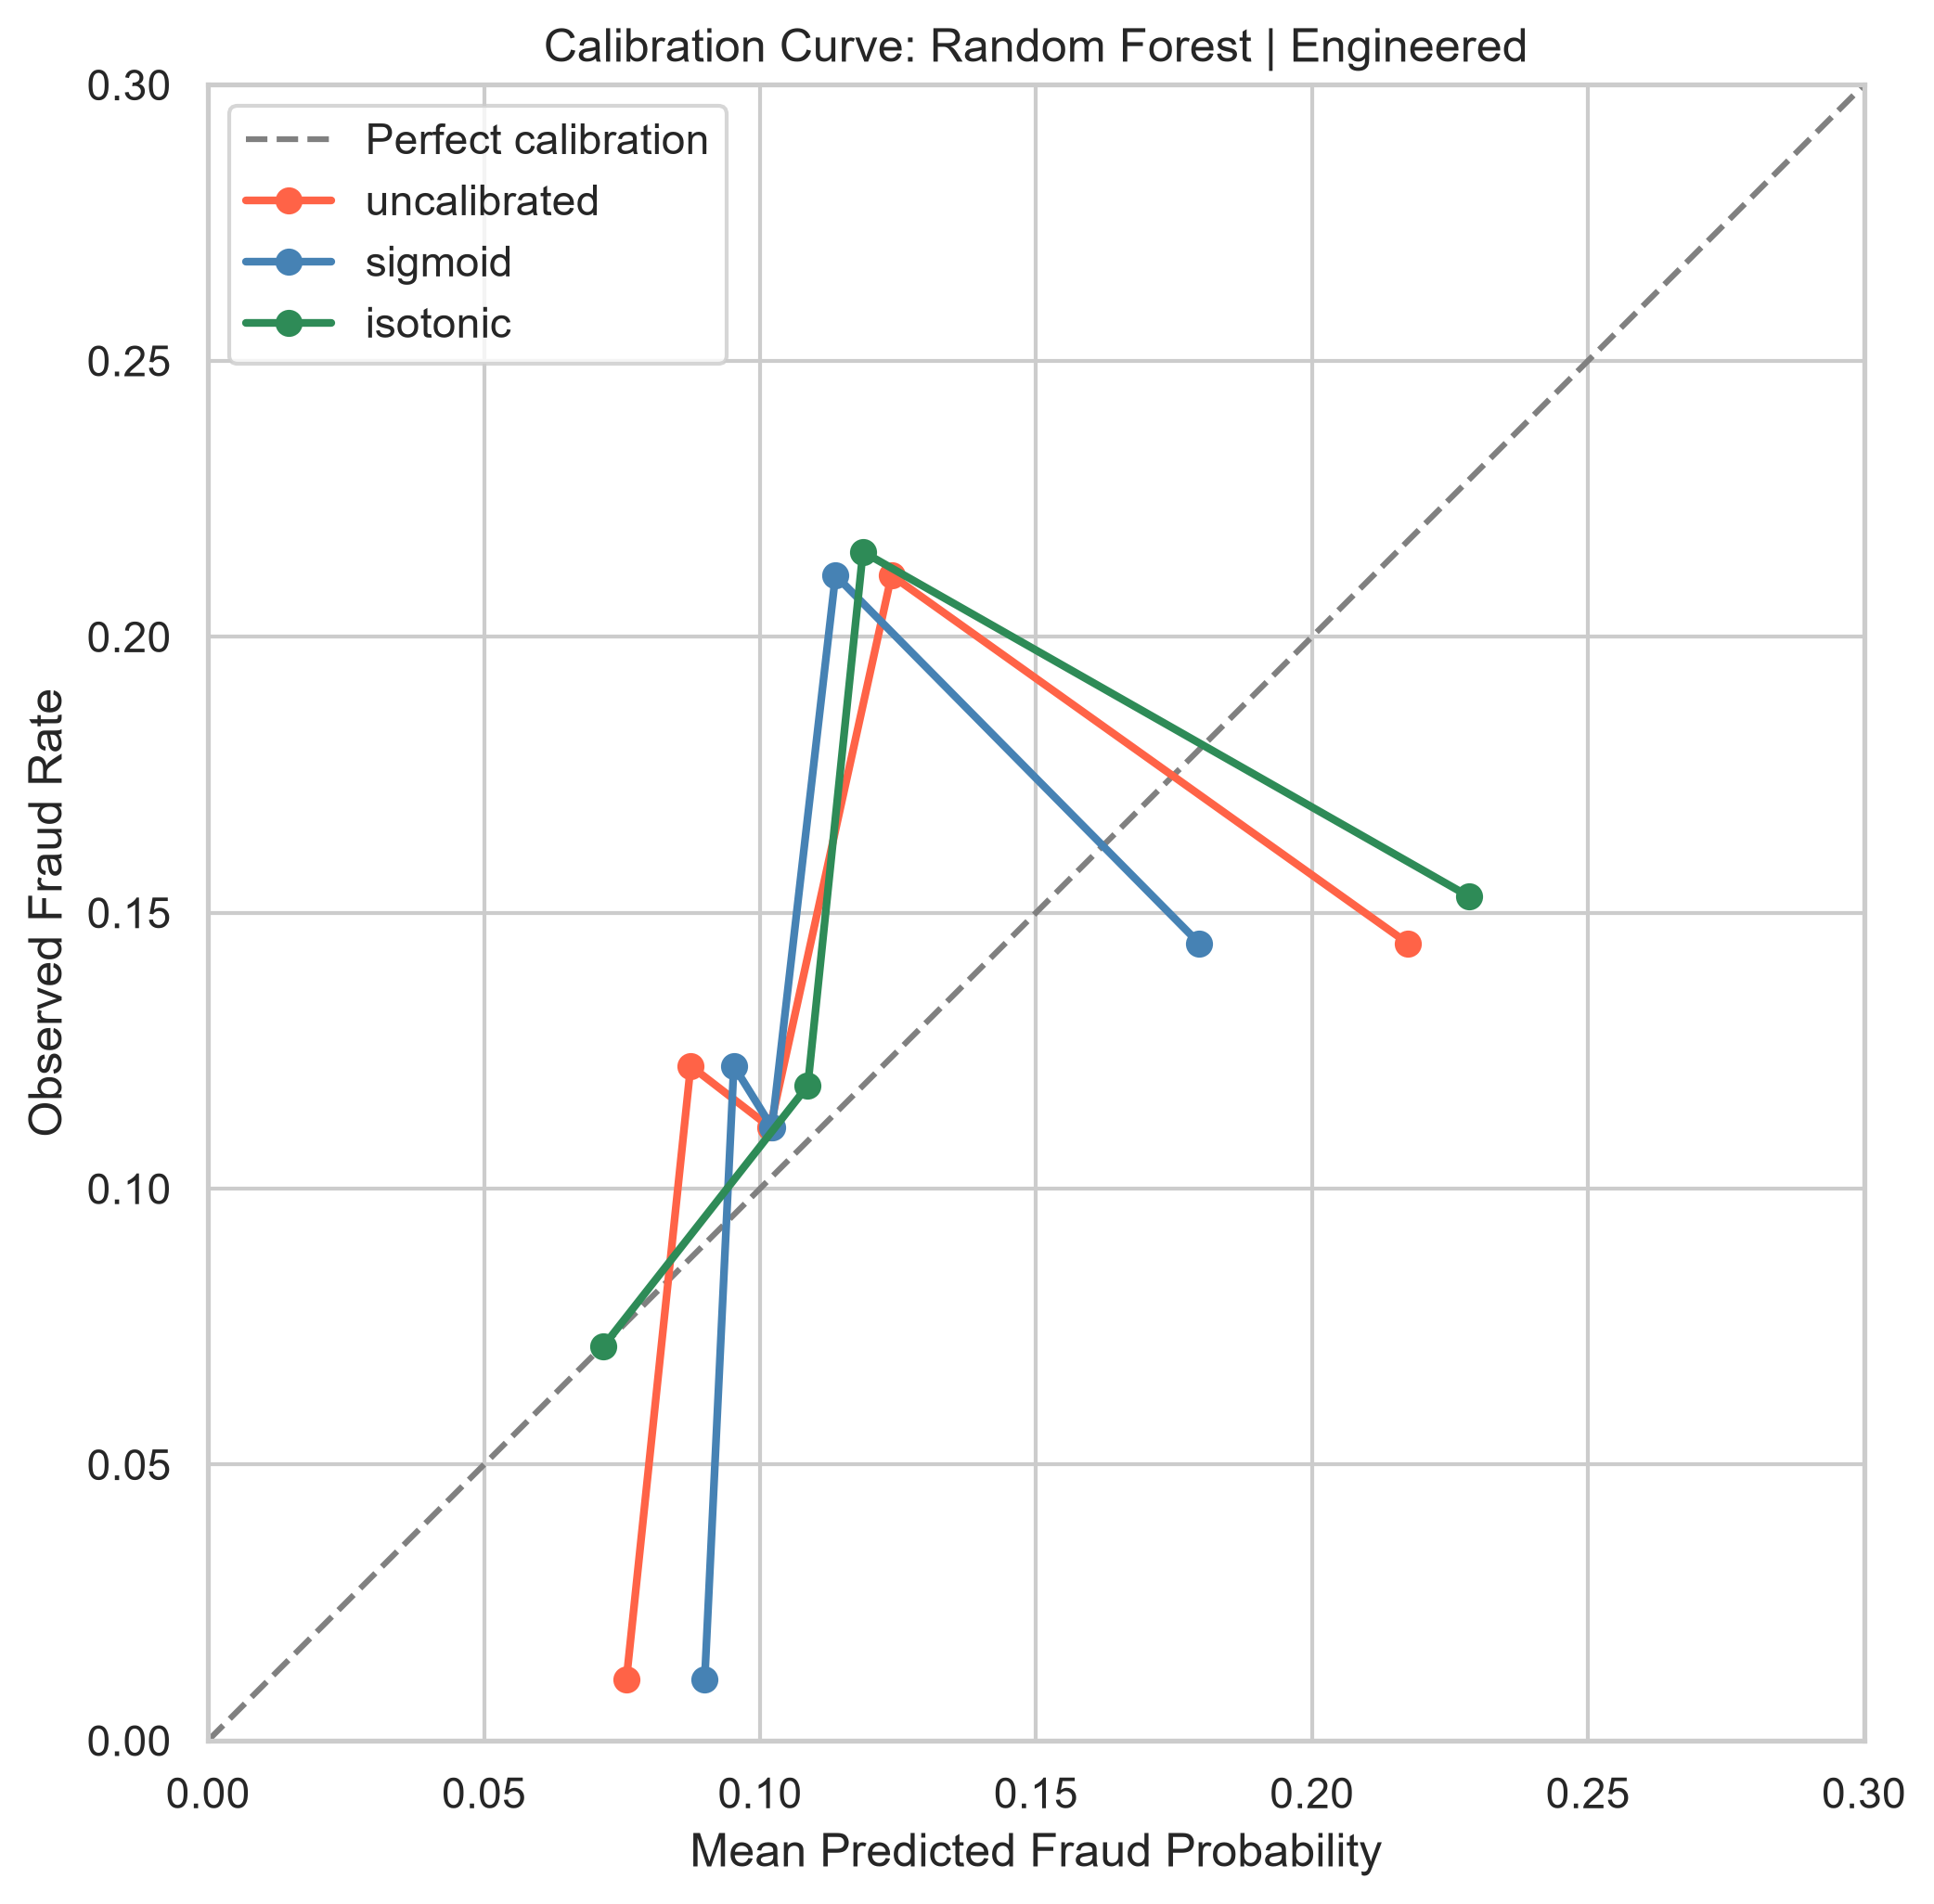 Calibration Curve: Random Forest | Engineered
Perfect calibration
uncalibrated
sigmoid
isotonic
Observed Fraud Rate
0.30
0.25
0.20
0.15
0.10
0.05
0.00
0.00 0.05 0.10 0.15 0.20 0.25 0.30
Mean Predicted Fraud Probability